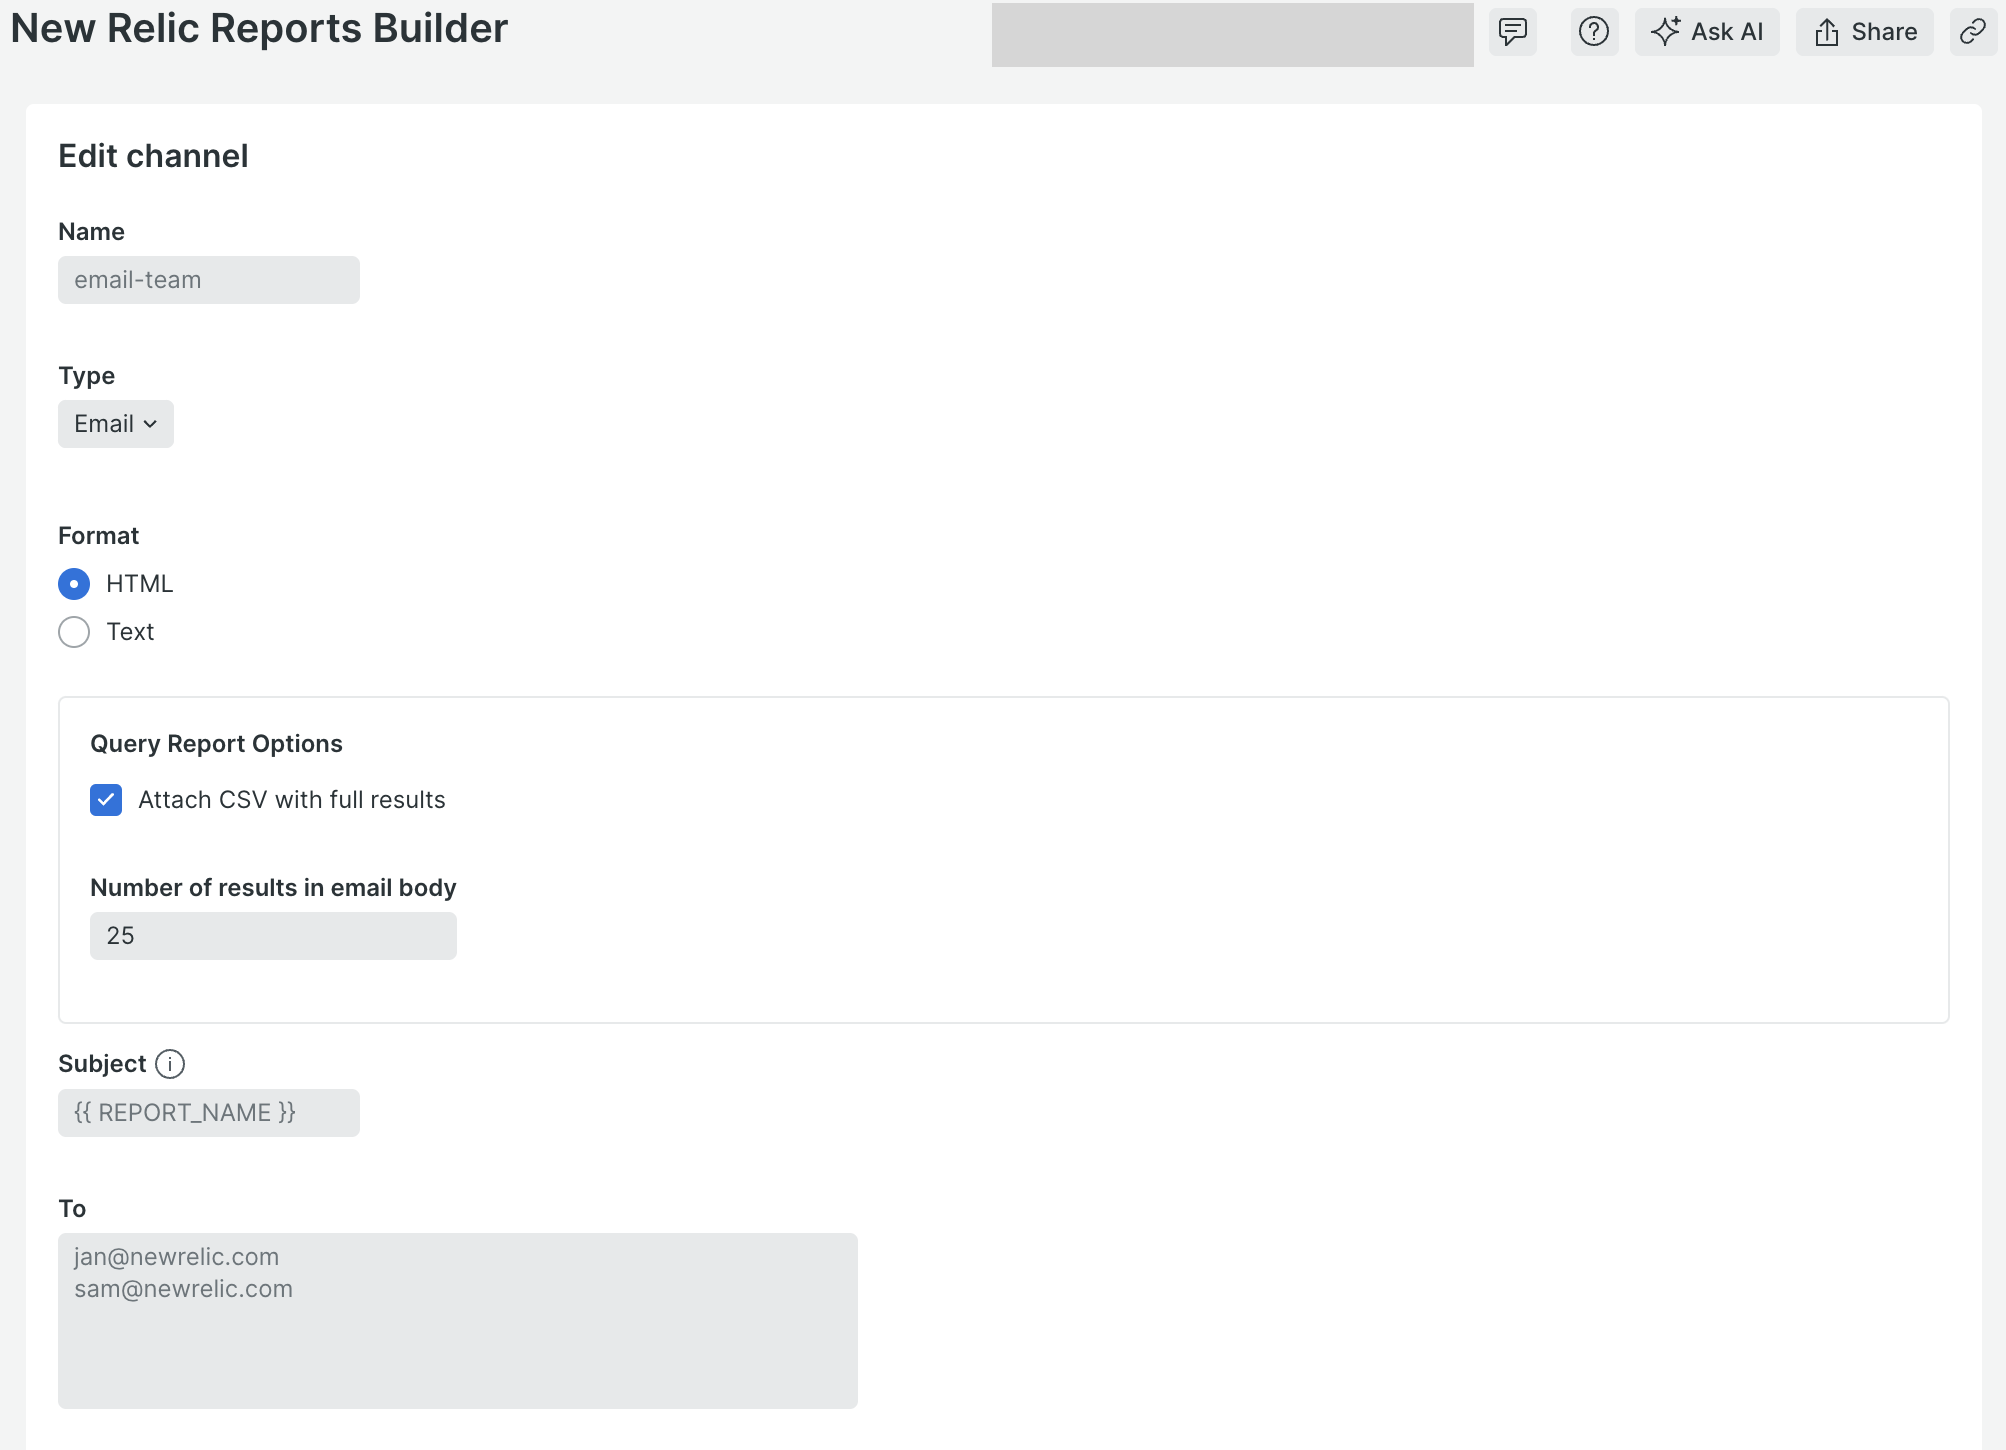 New Relic Reports Builder
Ask AI
Share
Edit channel
Name
email-team
Type
Email
Format
HTML
Text
Query Report Options
Attach CSV with full results
Number of results in email body
25
Subject
{{ REPORT_NAME }}
To
jan@newrelic.com
sam@newrelic.com